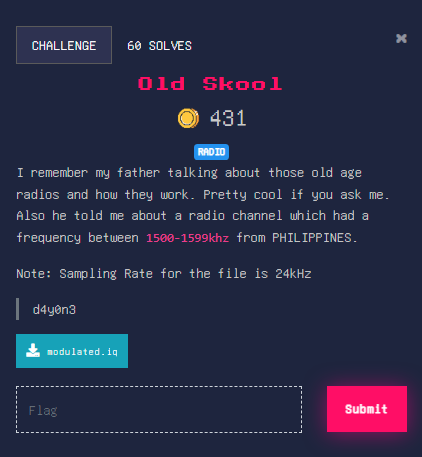 CHALLENGE 60 SOLVES ✖
Old Skool
431
RADIO
I remember my father talking about those old age
radios and how they work. Pretty cool if you ask me.
Also he told me about a radio channel which had a
frequency between 1500-1599khz from PHILIPPINES.
Note: Sampling Rate for the file is 24kHz
d4y0n3
modulated.iq
Flag Submit